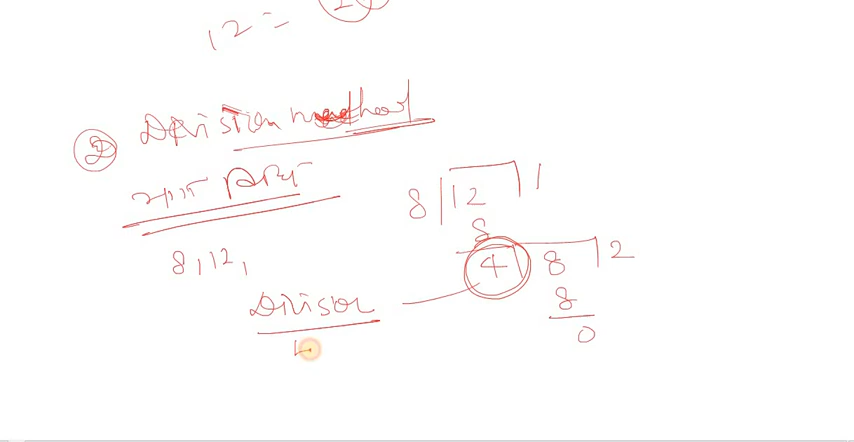 12 =
② Division method
8 12 1
8
8, 12,
4 8 2
Divisor
8
0